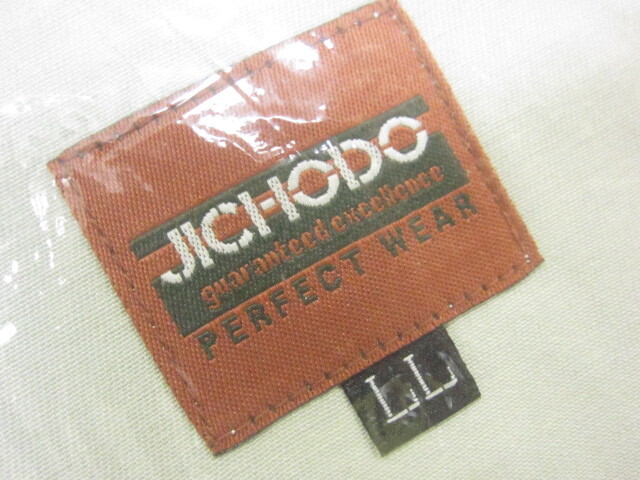 JICHODO
guaranteed excellence
PERFECT WEAR
LL